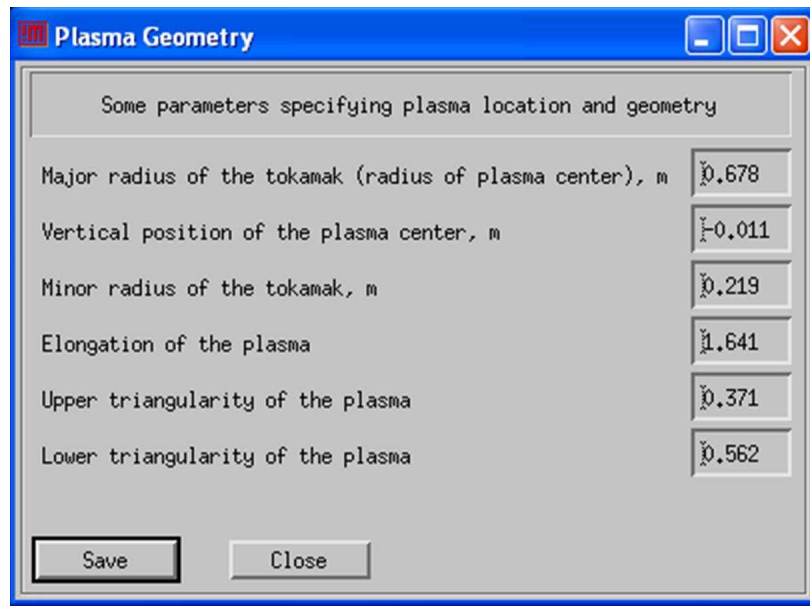 Plasma Geometry
Some parameters specifying plasma location and geometry
Major radius of the tokamak (radius of plasma center), m 0.678
Vertical position of the plasma center, m -0.011
Minor radius of the tokamak, m 0.219
Elongation of the plasma 1.641
Upper triangularity of the plasma 0.371
Lower triangularity of the plasma 0.562
Save Close